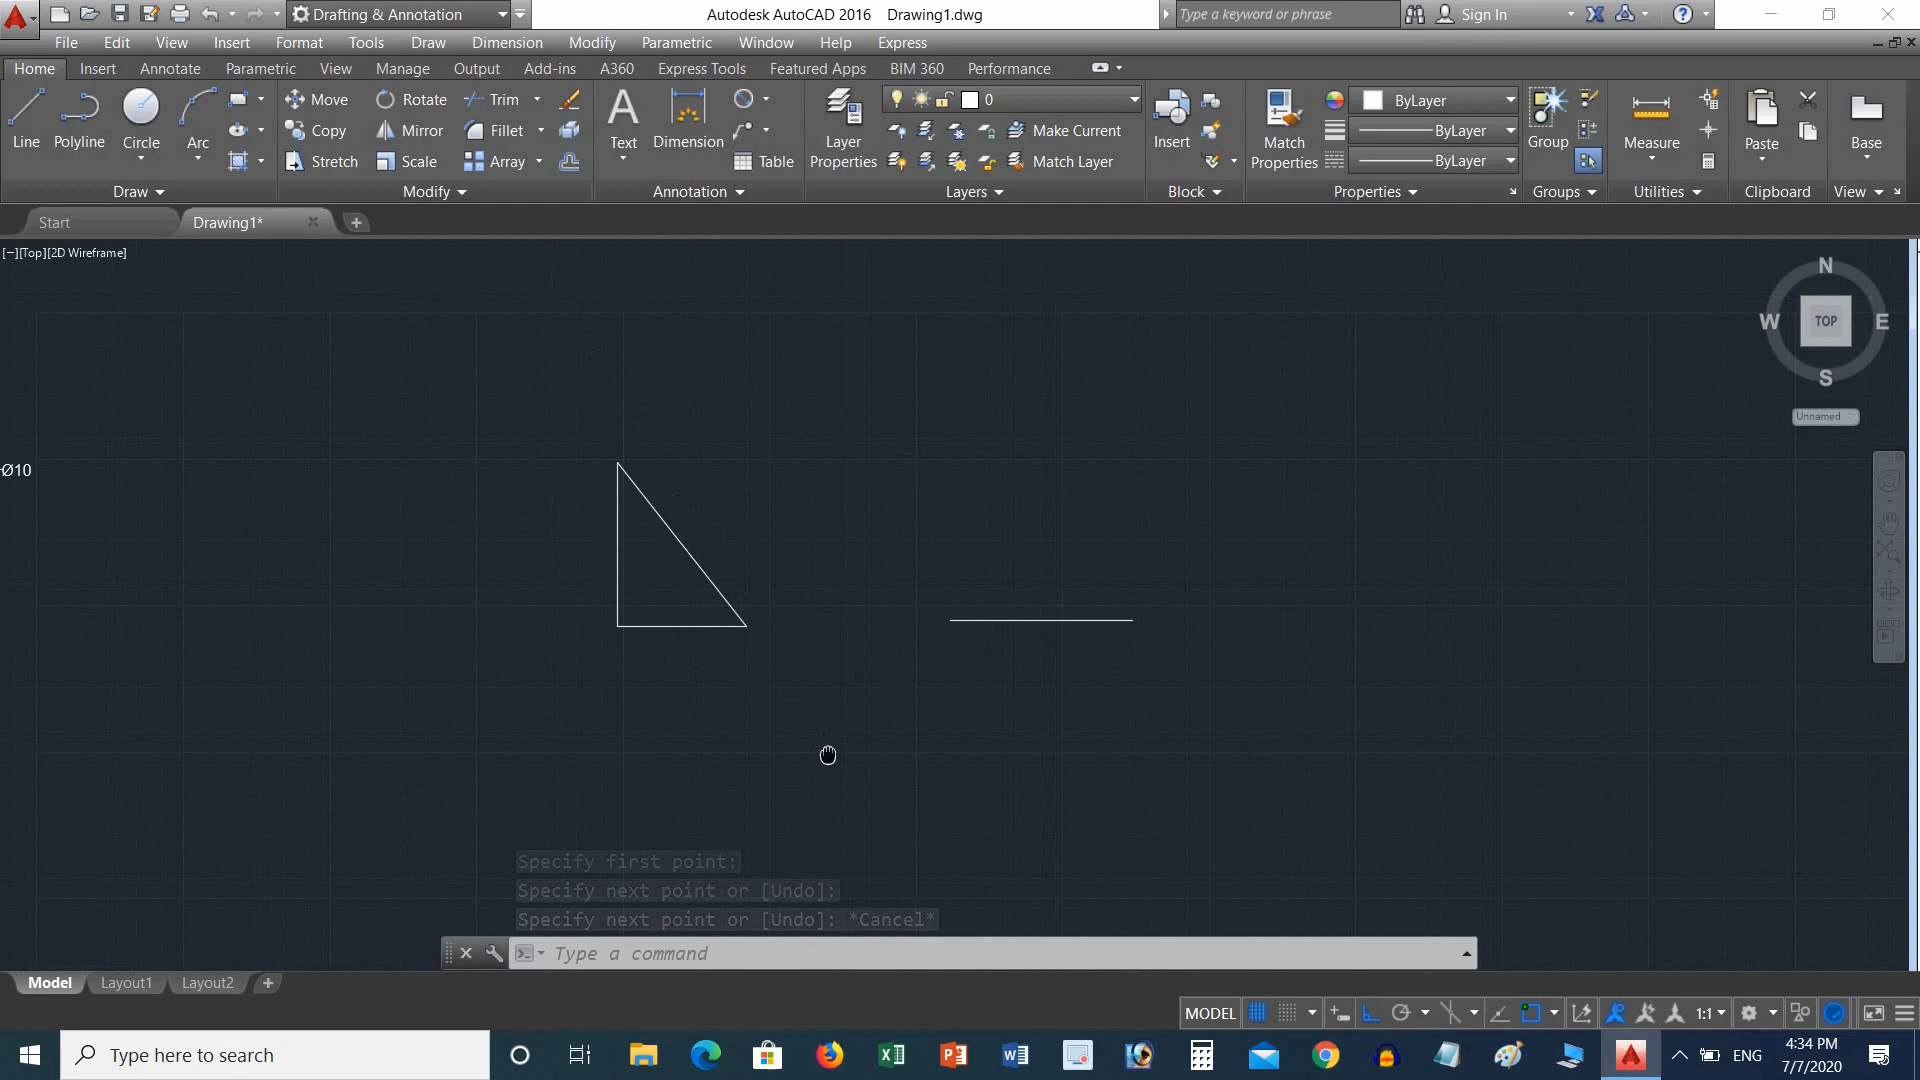 Drafting & Annotation
Autodesk AutoCAD 2016 Drawing1.dwg
Type a keyword or phrase
Sign In
File Edit View Insert Format Tools Draw Dimension Modify Parametric Window Help Express
Home Insert Annotate Parametric View Manage Output Add-ins A360 Express Tools Featured Apps BIM 360 Performance
Line Polyline Circle Arc
Move Rotate Trim
Copy Mirror Fillet
Stretch Scale Array
Text Dimension Table
Layer Properties
0
Make Current
Match Layer
Insert
Match Properties
ByLayer
ByLayer
ByLayer
Group
Measure
Paste
Base
Draw Modify Annotation Layers Block Properties Groups Utilities Clipboard View
Start Drawing1*
[−][Top][2D Wireframe]
N
W TOP E
S
Unnamed
Ø10
Specify first point:
Specify next point or [Undo]:
Specify next point or [Undo]: *Cancel*
Type a command
Model Layout1 Layout2
MODEL 1:1
Type here to search
ENG
4:34 PM
7/7/2020